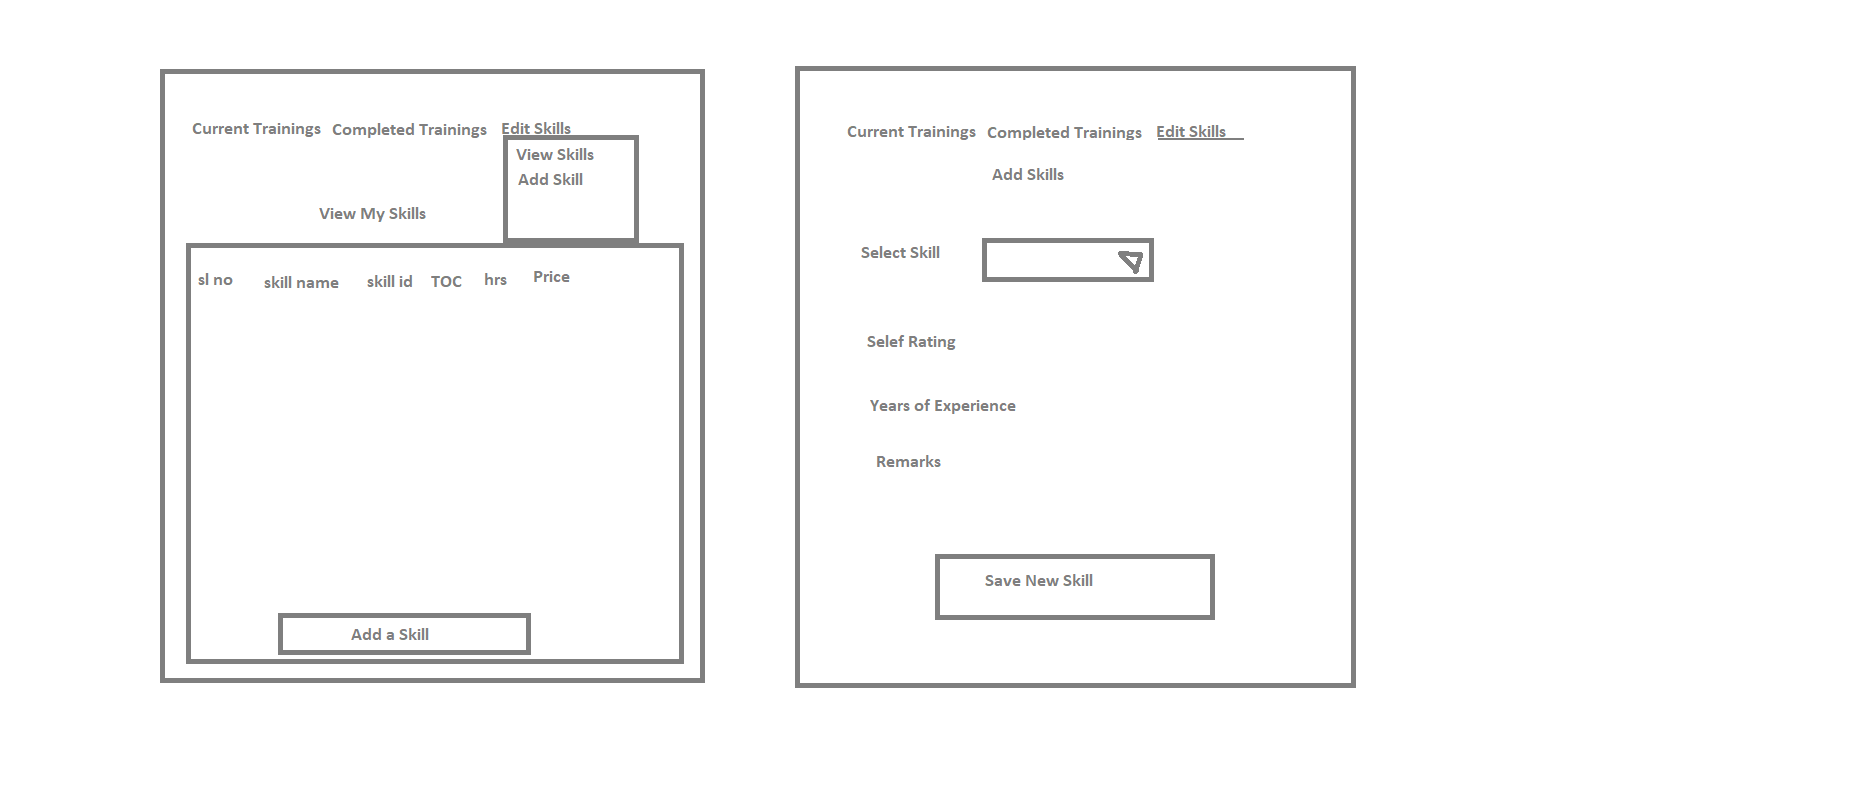 Current Trainings Completed Trainings Edit Skills
View Skills
Add Skill
View My Skills
sl no skill name skill id TOC hrs Price
Add a Skill
Current Trainings Completed Trainings Edit Skills
Add Skills
Select Skill
Selef Rating
Years of Experience
Remarks
Save New Skill